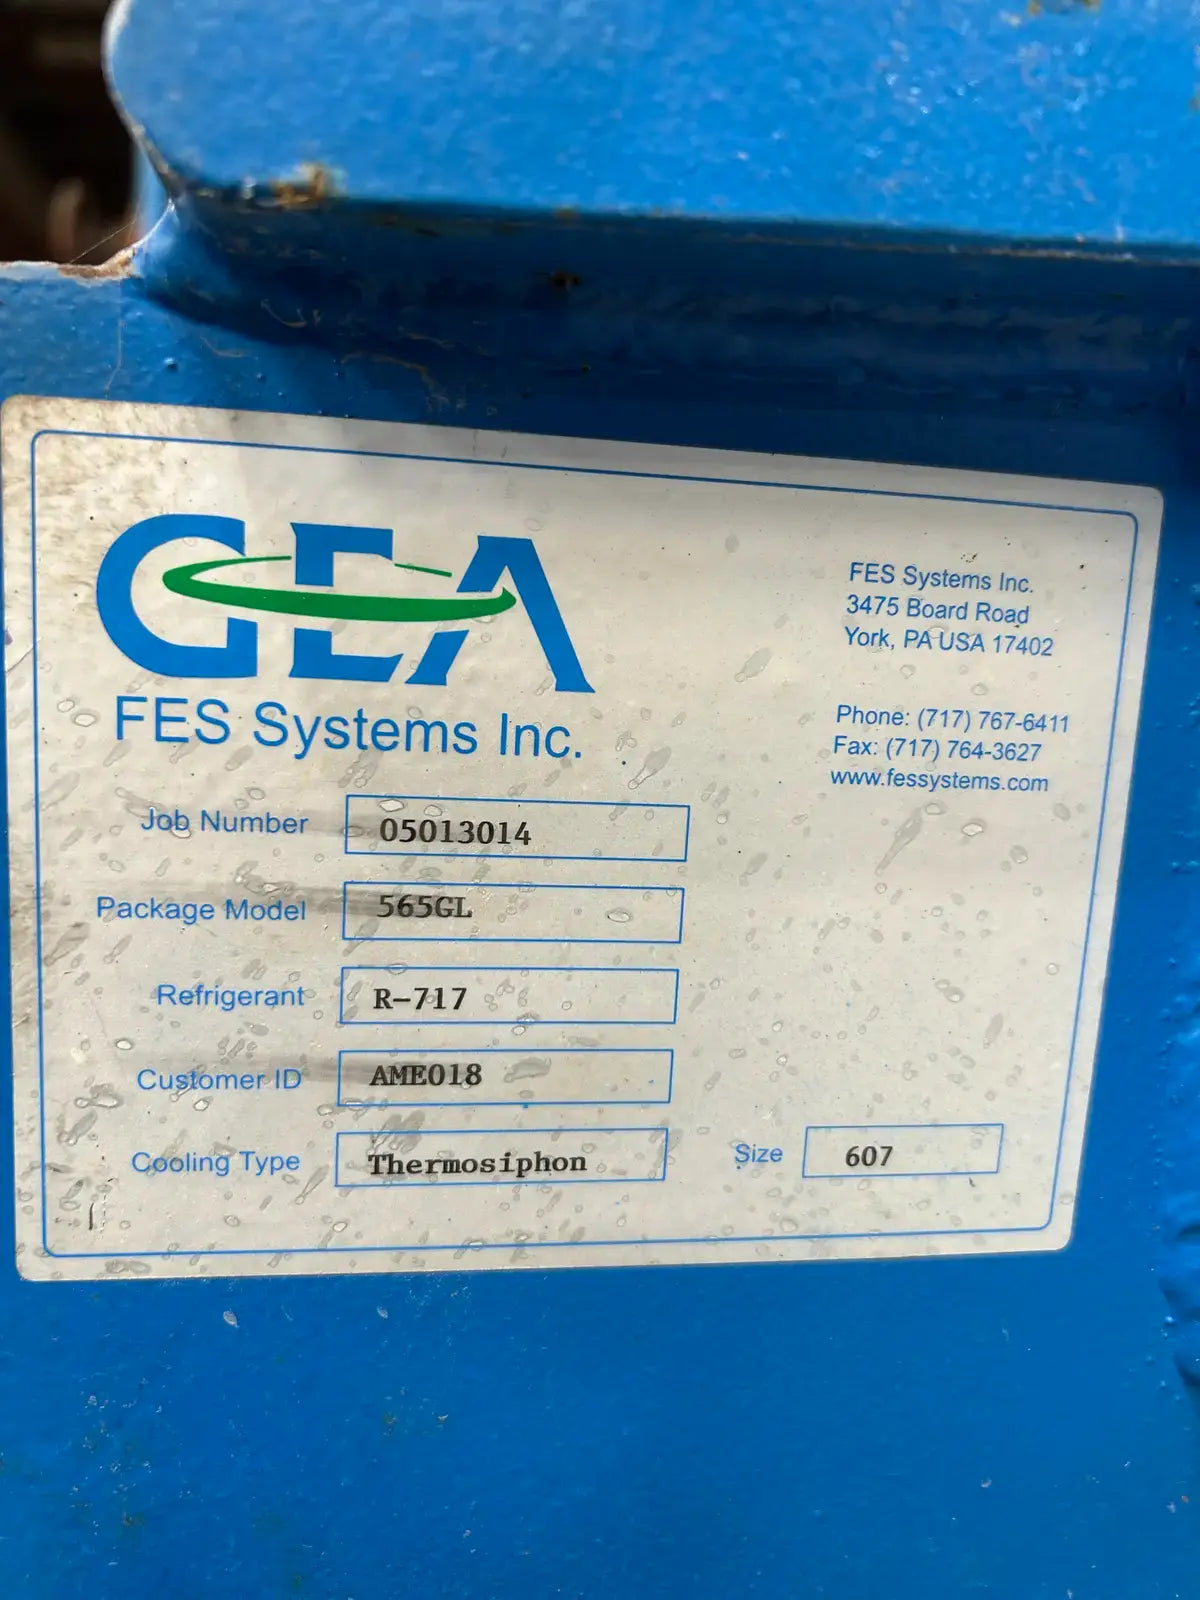 GEA
FES Systems Inc.
FES Systems Inc.
3475 Board Road
York, PA USA 17402
Phone: (717) 767-6411
Fax: (717) 764-3627
www.fessystems.com
Job Number 05013014
Package Model 565GL
Refrigerant R-717
Customer ID AME018
Cooling Type Thermosiphon Size 607